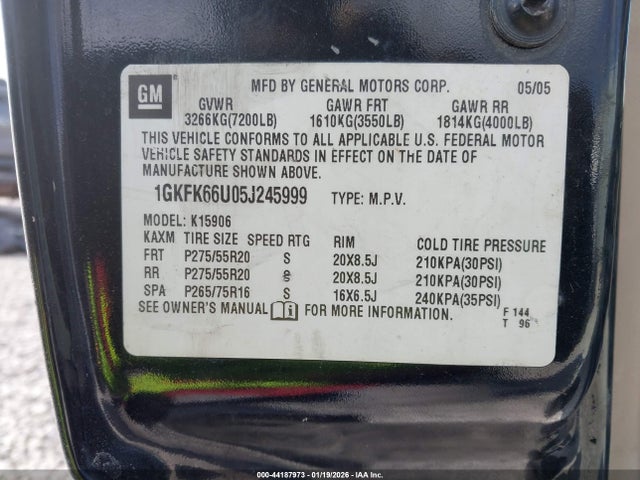 MFD BY GENERAL MOTORS CORP. 05/05
GM
GVWR GAWR FRT GAWR RR
3266KG(7200LB) 1610KG(3550LB) 1814KG(4000LB)
THIS VEHICLE CONFORMS TO ALL APPLICABLE U.S. FEDERAL MOTOR
VEHICLE SAFETY STANDARDS IN EFFECT ON THE DATE OF
MANUFACTURE SHOWN ABOVE.
1GKFK66U05J245999 TYPE: M.P.V.
MODEL: K15906
KAXM TIRE SIZE SPEED RTG RIM COLD TIRE PRESSURE
FRT P275/55R20 S 20X8.5J 210KPA(30PSI)
RR P275/55R20 S 20X8.5J 210KPA(30PSI)
SPA P265/75R16 S 16X6.5J 240KPA(35PSI)
SEE OWNER'S MANUAL FOR MORE INFORMATION.
F 144
T 96
000-44187973 - 01/19/2026 - IAA Inc.